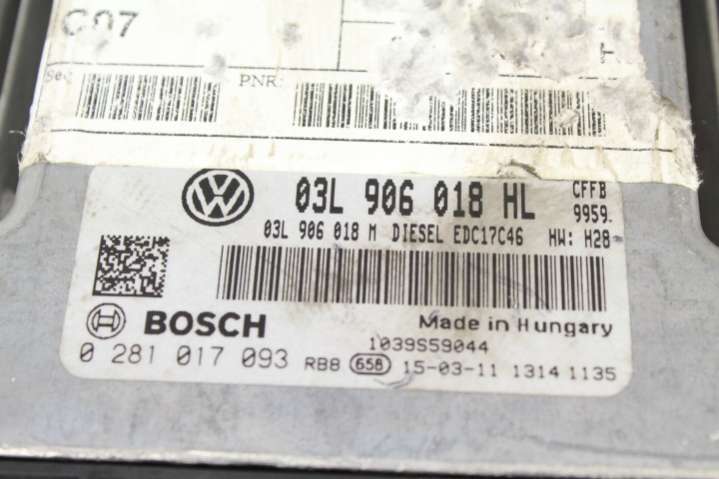 C07
PNR:
03L 906 018 HL CFFB
9959.
03L 906 018 M DIESEL EDC17C46 HW: H28
BOSCH Made in Hungary
1039S59044
0 281 017 093 RBB 658 15-03-11 1314 1135